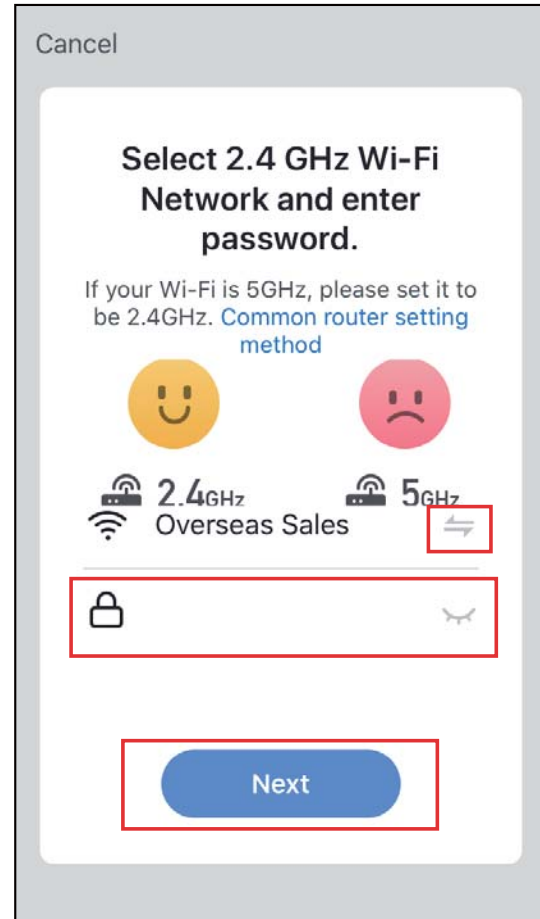 Cancel
Select 2.4 GHz Wi-Fi
Network and enter
password.
If your Wi-Fi is 5GHz, please set it to
be 2.4GHz. Common router setting
method
2.4GHz 5GHz
Overseas Sales
Next